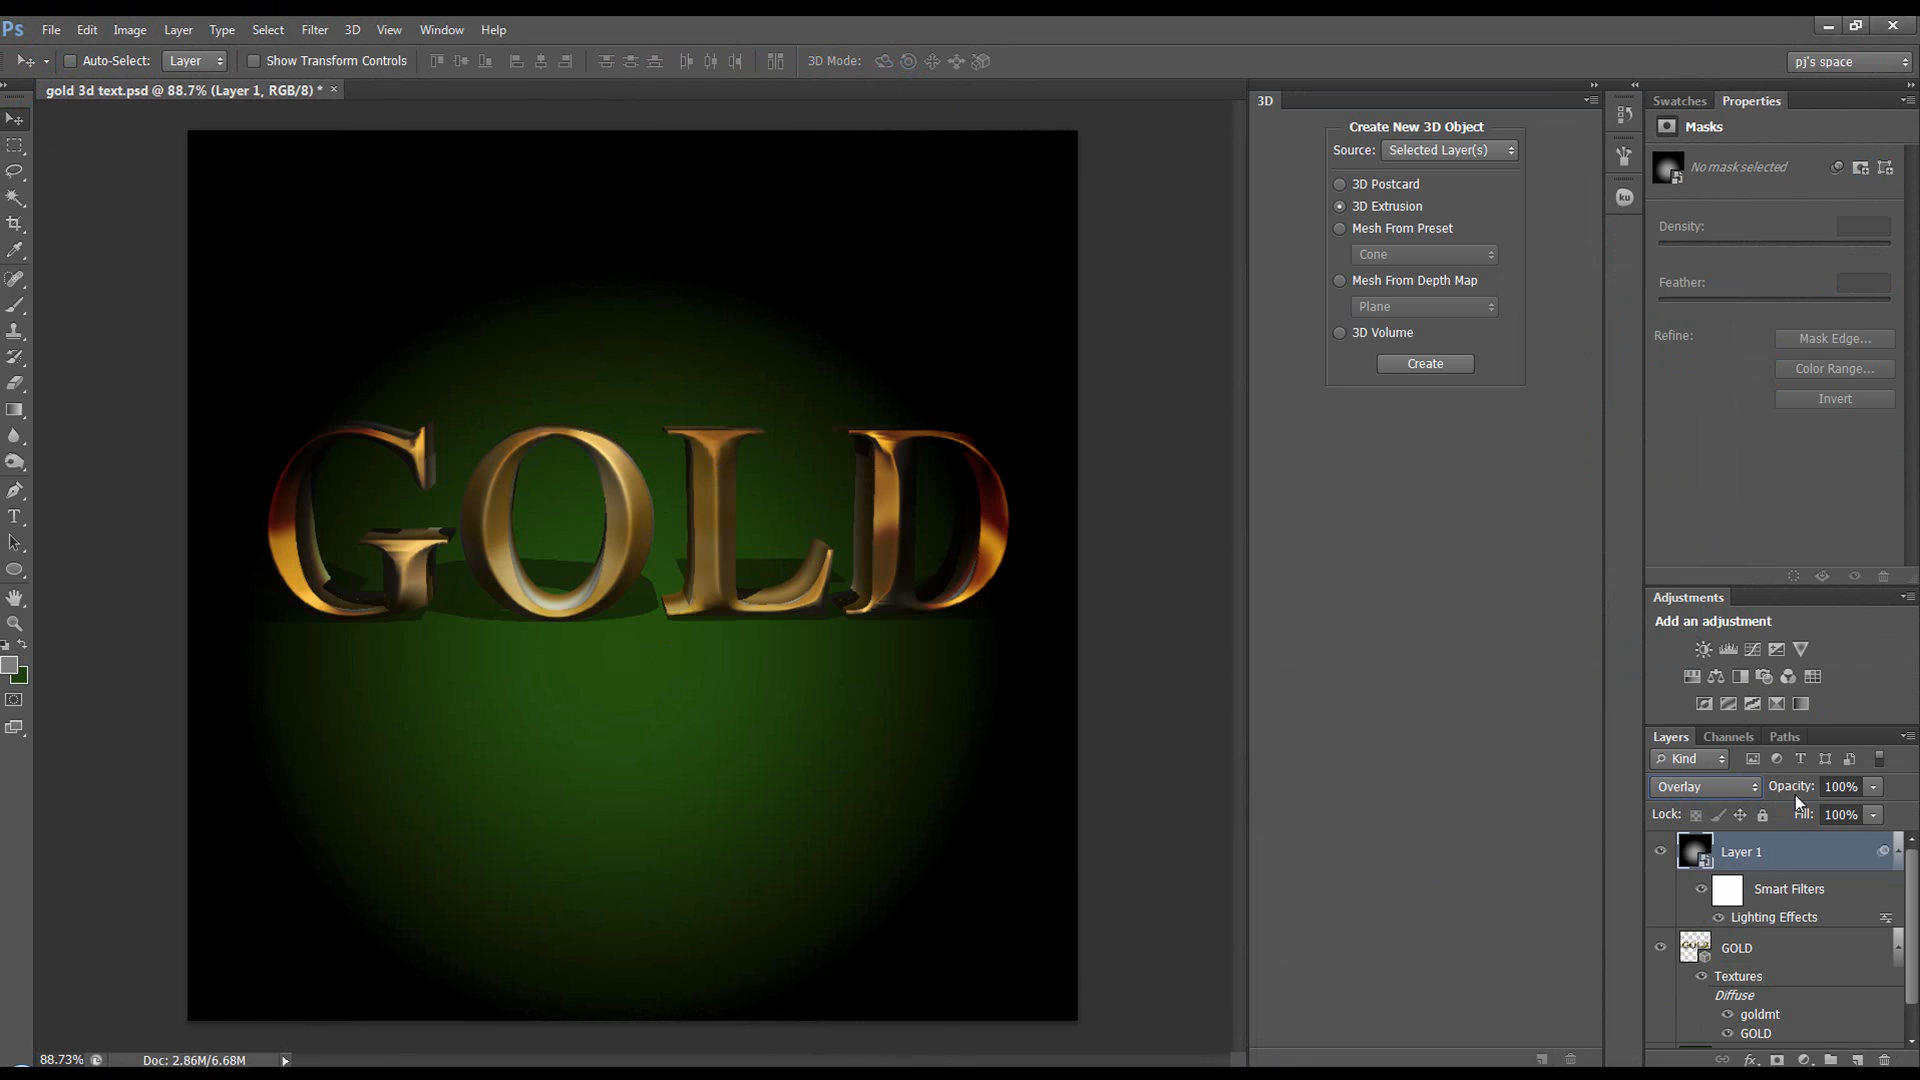 Ps File Edit Image Layer Type Select Filter 3D View Window Help
Auto-Select: Layer Show Transform Controls 3D Mode: pj's space
gold 3d text.psd @ 88.7% (Layer 1, RGB/8) * ×
3D
Create New 3D Object
Source: Selected Layer(s)
3D Postcard
3D Extrusion
Mesh From Preset
Cone
Mesh From Depth Map
Plane
3D Volume
Create
ku
Swatches Properties
Masks
No mask selected
Density:
Feather:
Refine: Mask Edge...
Color Range...
Invert
GOLD
Adjustments
Add an adjustment
Layers Channels Paths
Kind
Overlay Opacity: 100%
Lock: Fill: 100%
Layer 1
Smart Filters
Lighting Effects
GOLD
Textures
Diffuse
goldmt
GOLD
88.73% Doc: 2.86M/6.68M